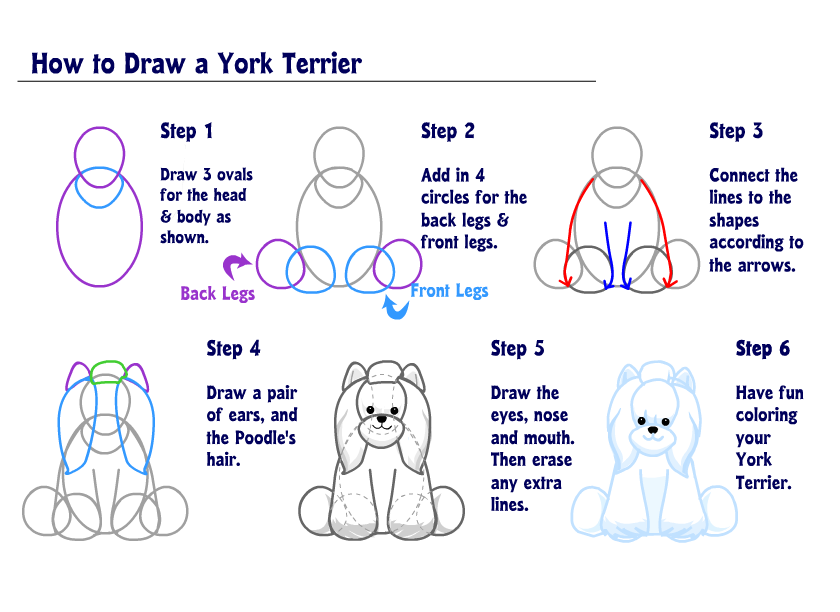 How to Draw a York Terrier
Step 1
Draw 3 ovals
for the head
& body as
shown.
Step 2
Add in 4
circles for the
back legs &
front legs.
Back Legs
Front Legs
Step 3
Connect the
lines to the
shapes
according to
the arrows.
Step 4
Draw a pair
of ears, and
the Poodle's
hair.
Step 5
Draw the
eyes, nose
and mouth.
Then erase
any extra
lines.
Step 6
Have fun
coloring
your
York
Terrier.